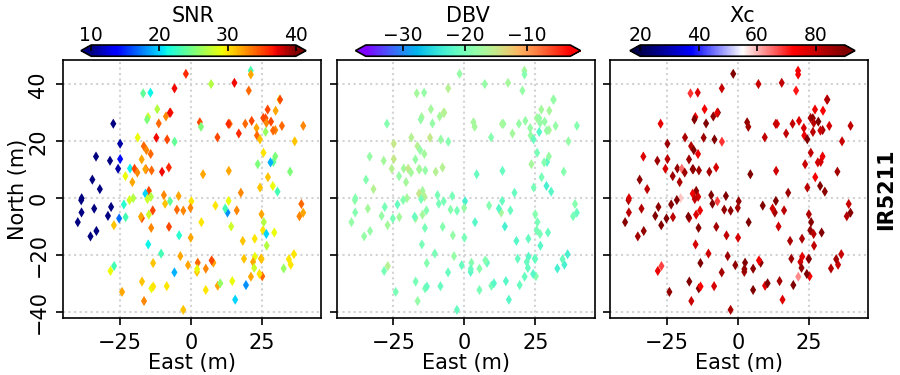 SNR DBV Xc
10 20 30 40 −30 −20 −10 20 40 60 80
40
20
0
−20
−40
North (m)
−25 0 25 −25 0 25 −25 0 25
East (m) East (m) East (m)
IR5211